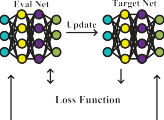 Eval Net
Target Net
Update
Loss Function